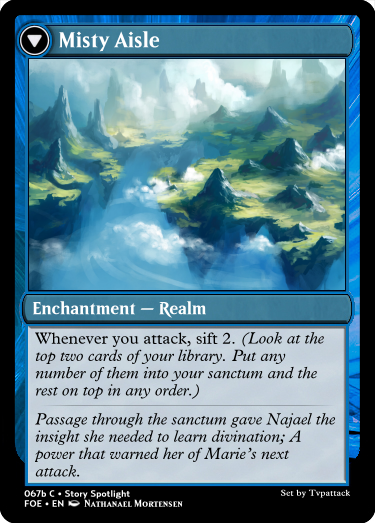 Misty Aisle
Enchantment — Realm
Whenever you attack, sift 2. (Look at the
top two cards of your library. Put any
number of them into your sanctum and the
rest on top in any order.)
Passage through the sanctum gave Najael the
insight she needed to learn divination; A
power that warned her of Marie's next
attack.
067b C • Story Spotlight
FOE • EN Nathanael Mortensen
Set by Tvpattack